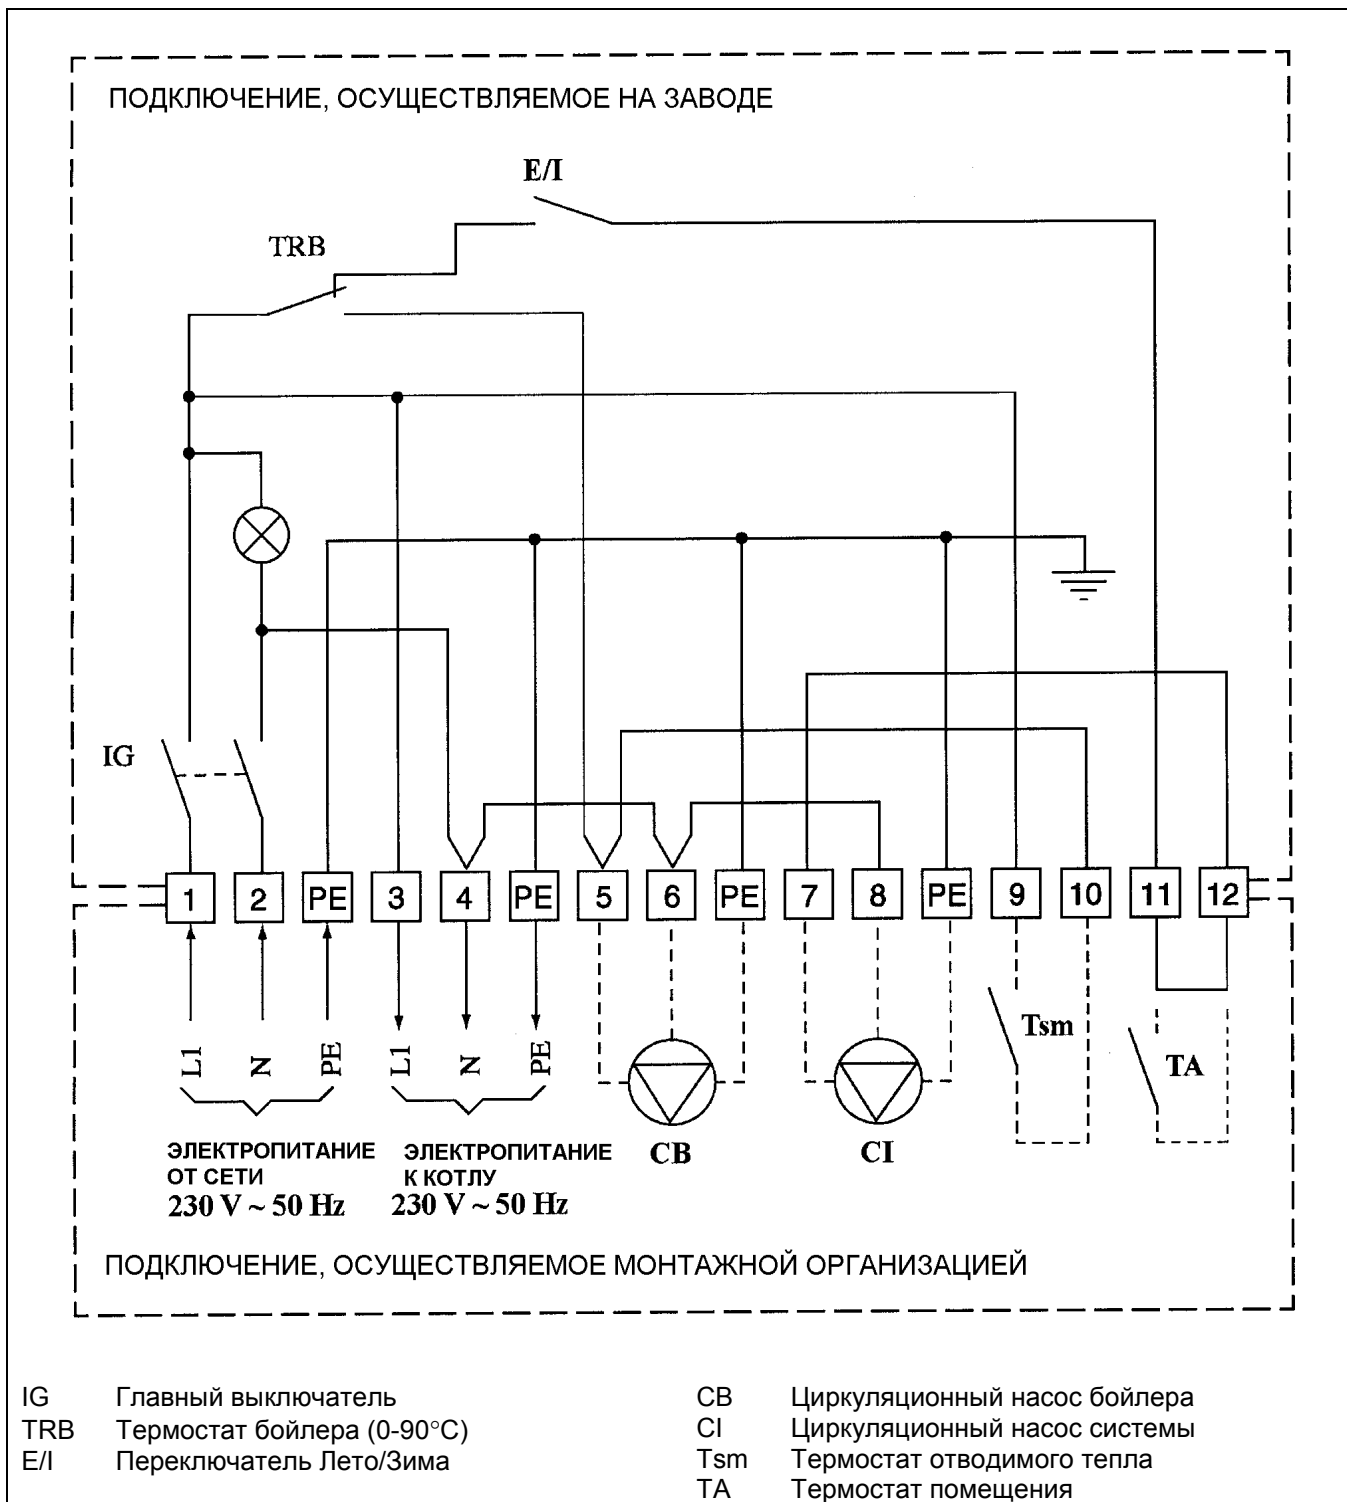 ПОДКЛЮЧЕНИЕ, ОСУЩЕСТВЛЯЕМОЕ НА ЗАВОДЕ
E/I
TRB
IG
1 2 PE 3 4 PE 5 6 PE 7 8 PE 9 10 11 12
L1 N PE L1 N PE
Tsm
TA
CB
CI
ЭЛЕКТРОПИТАНИЕ
ОТ СЕТИ
230 V ~ 50 Hz
ЭЛЕКТРОПИТАНИЕ
К КОТЛУ
230 V ~ 50 Hz
ПОДКЛЮЧЕНИЕ, ОСУЩЕСТВЛЯЕМОЕ МОНТАЖНОЙ ОРГАНИЗАЦИЕЙ
IG Главный выключатель
TRB Термостат бойлера (0-90°C)
E/I Переключатель Лето/Зима
CB Циркуляционный насос бойлера
CI Циркуляционный насос системы
Tsm Термостат отводимого тепла
TA Термостат помещения